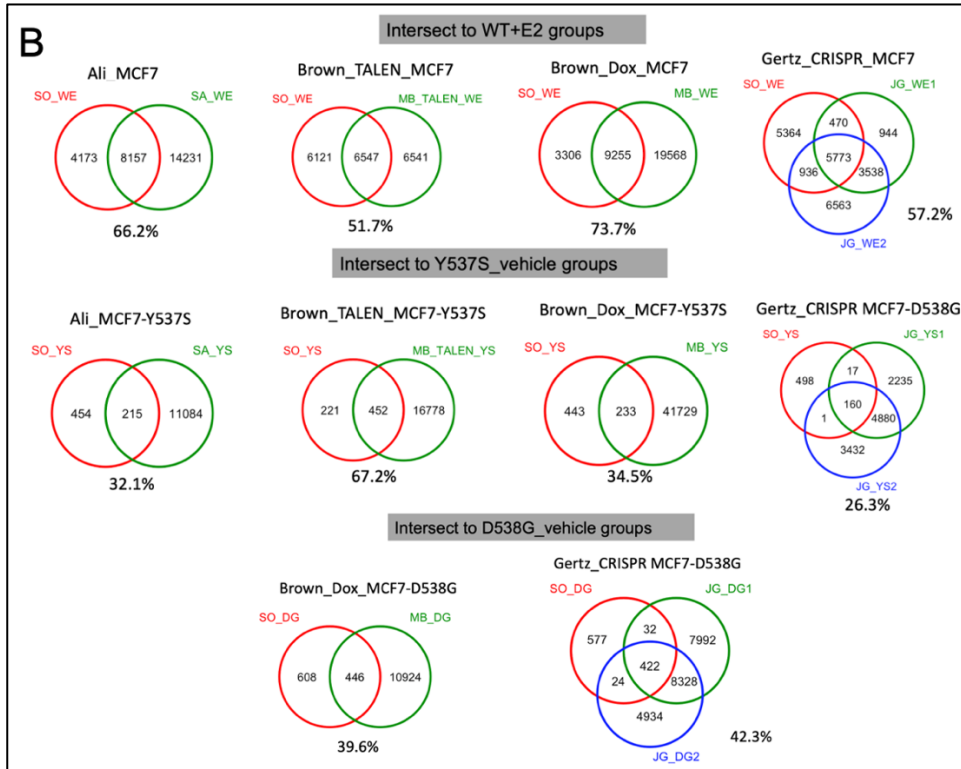 B
Intersect to WT+E2 groups
Ali_MCF7
Brown_TALEN_MCF7
Brown_Dox_MCF7
Gertz_CRISPR_MCF7
SO_WE
SA_WE
4173
8157
14231
66.2%
SO_WE
MB_TALEN_WE
6121
6547
6541
51.7%
SO_WE
MB_WE
3306
9255
19568
73.7%
SO_WE
JG_WE1
5364
470
944
5773
936
3538
6563
JG_WE2
57.2%
Intersect to Y537S_vehicle groups
Ali_MCF7-Y537S
Brown_TALEN_MCF7-Y537S
Brown_Dox_MCF7-Y537S
Gertz_CRISPR MCF7-D538G
SO_YS
SA_YS
454
215
11084
32.1%
SO_YS
MB_TALEN_YS
221
452
16778
67.2%
SO_YS
MB_YS
443
233
41729
34.5%
SO_YS
JG_YS1
498
17
2235
160
1
4880
3432
JG_YS2
26.3%
Intersect to D538G_vehicle groups
Brown_Dox_MCF7-D538G
Gertz_CRISPR MCF7-D538G
SO_DG
MB_DG
608
446
10924
39.6%
SO_DG
JG_DG1
577
32
7992
422
24
8328
4934
JG_DG2
42.3%